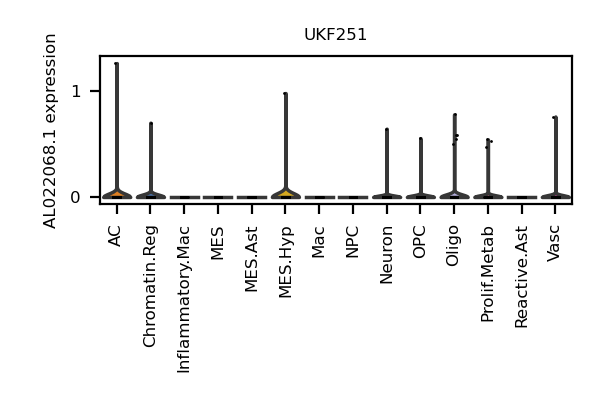 UKF251
AL022068.1 expression
1
0
AC
Chromatin.Reg
Inflammatory.Mac
MES
MES.Ast
MES.Hyp
Mac
NPC
Neuron
OPC
Oligo
Prolif.Metab
Reactive.Ast
Vasc